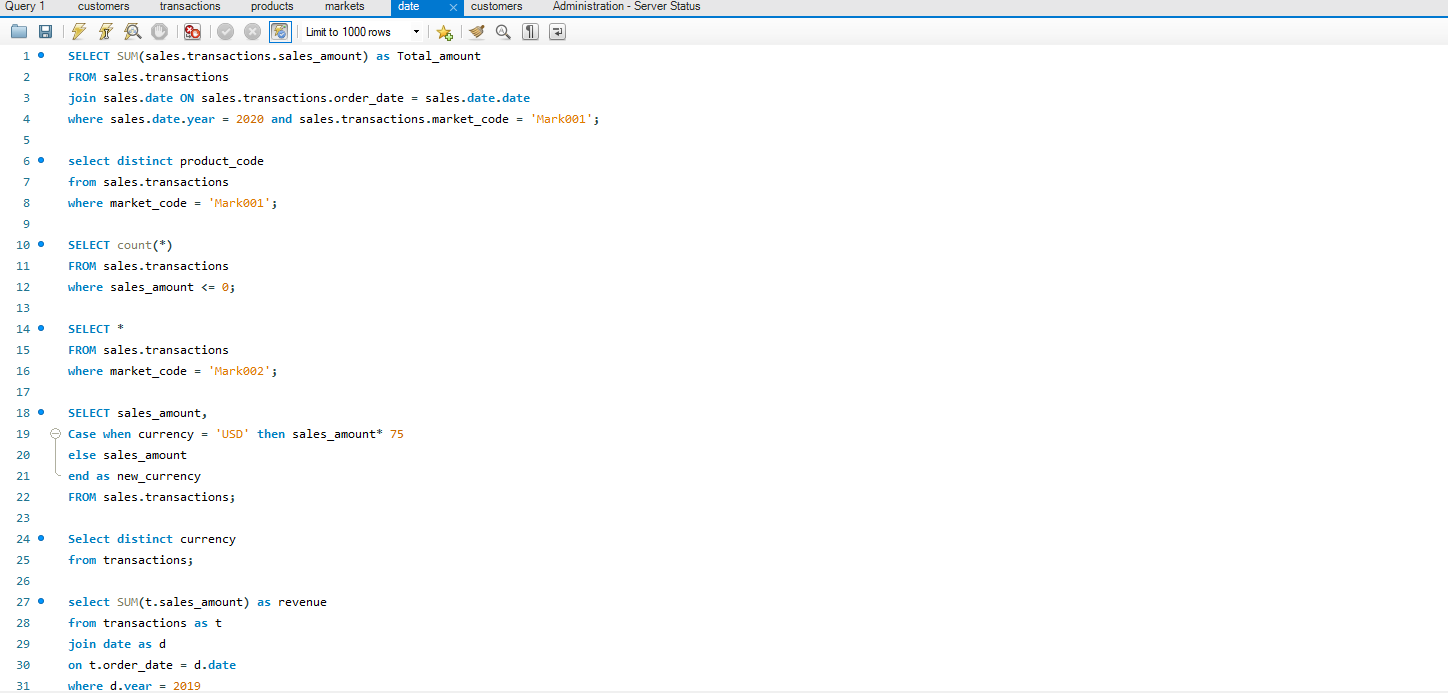 Query 1 customers transactions products markets date customers Administration - Server Status
Limit to 1000 rows
1 SELECT SUM(sales.transactions.sales_amount) as Total_amount
2 FROM sales.transactions
3 join sales.date ON sales.transactions.order_date = sales.date.date
4 where sales.date.year = 2020 and sales.transactions.market_code = 'Mark001';
5
6 select distinct product_code
7 from sales.transactions
8 where market_code = 'Mark001';
9
10 SELECT count(*)
11 FROM sales.transactions
12 where sales_amount <= 0;
13
14 SELECT *
15 FROM sales.transactions
16 where market_code = 'Mark002';
17
18 SELECT sales_amount,
19 Case when currency = 'USD' then sales_amount* 75
20 else sales_amount
21 end as new_currency
22 FROM sales.transactions;
23
24 Select distinct currency
25 from transactions;
26
27 select SUM(t.sales_amount) as revenue
28 from transactions as t
29 join date as d
30 on t.order_date = d.date
31 where d.year = 2019